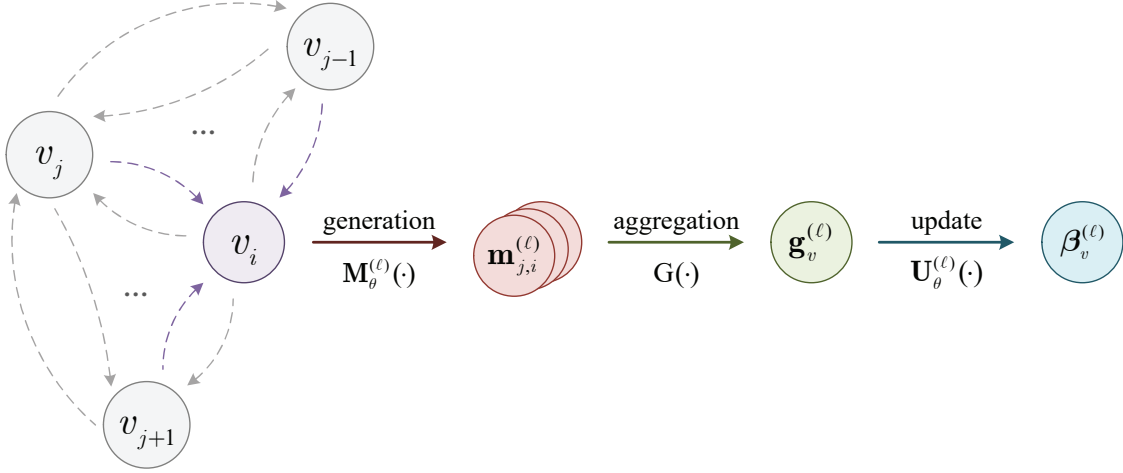 v_{j−1}
...
v_j
v_i
generation
M_θ^{(ℓ)}(·)
m_{j,i}^{(ℓ)}
aggregation
G(·)
g_v^{(ℓ)}
update
U_θ^{(ℓ)}(·)
β_v^{(ℓ)}
...
v_{j+1}